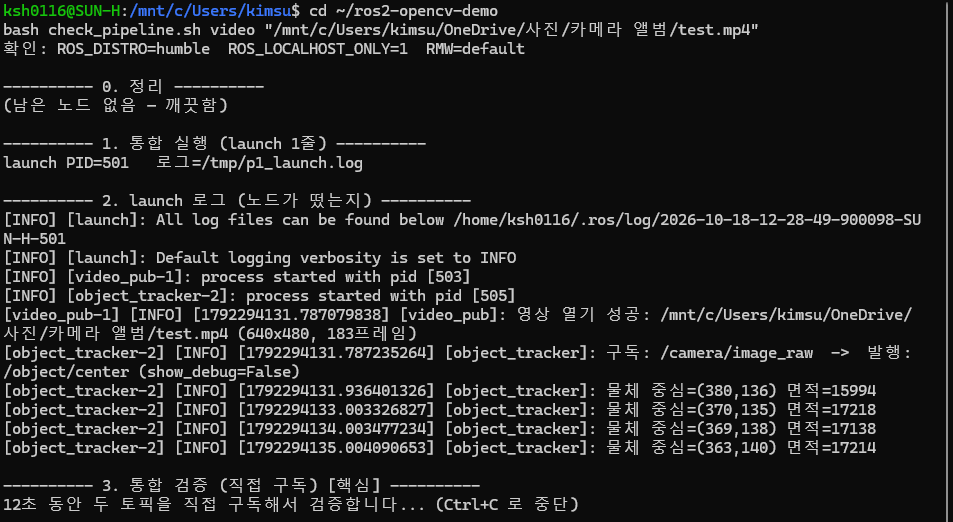 ksh0116@SUN-H:/mnt/c/Users/kimsu$ cd ~/ros2-opencv-demo
bash check_pipeline.sh video "/mnt/c/Users/kimsu/OneDrive/사진/카메라 앨범/test.mp4"
확인: ROS_DISTRO=humble  ROS_LOCALHOST_ONLY=1  RMW=default
---------- 0. 정리 ----------
(남은 노드 없음 — 깨끗함)
---------- 1. 통합 실행 (launch 1줄) ----------
launch PID=501   로그=/tmp/p1_launch.log
---------- 2. launch 로그 (노드가 떴는지) ----------
[INFO] [launch]: All log files can be found below /home/ksh0116/.ros/log/2026-10-18-12-28-49-900098-SU
N-H-501
[INFO] [launch]: Default logging verbosity is set to INFO
[INFO] [video_pub-1]: process started with pid [503]
[INFO] [object_tracker-2]: process started with pid [505]
[video_pub-1] [INFO] [1792294131.787079838] [video_pub]: 영상 열기 성공: /mnt/c/Users/kimsu/OneDrive/
사진/카메라 앨범/test.mp4 (640x480, 183프레임)
[object_tracker-2] [INFO] [1792294131.787235264] [object_tracker]: 구독: /camera/image_raw  ->  발행:
/object/center (show_debug=False)
[object_tracker-2] [INFO] [1792294131.936401326] [object_tracker]: 물체 중심=(380,136) 면적=15994
[object_tracker-2] [INFO] [1792294133.003326827] [object_tracker]: 물체 중심=(370,135) 면적=17218
[object_tracker-2] [INFO] [1792294134.003477234] [object_tracker]: 물체 중심=(369,138) 면적=17138
[object_tracker-2] [INFO] [1792294135.004090653] [object_tracker]: 물체 중심=(363,140) 면적=17214
---------- 3. 통합 검증 (직접 구독) [핵심] ----------
12초 동안 두 토픽을 직접 구독해서 검증합니다... (Ctrl+C 로 중단)